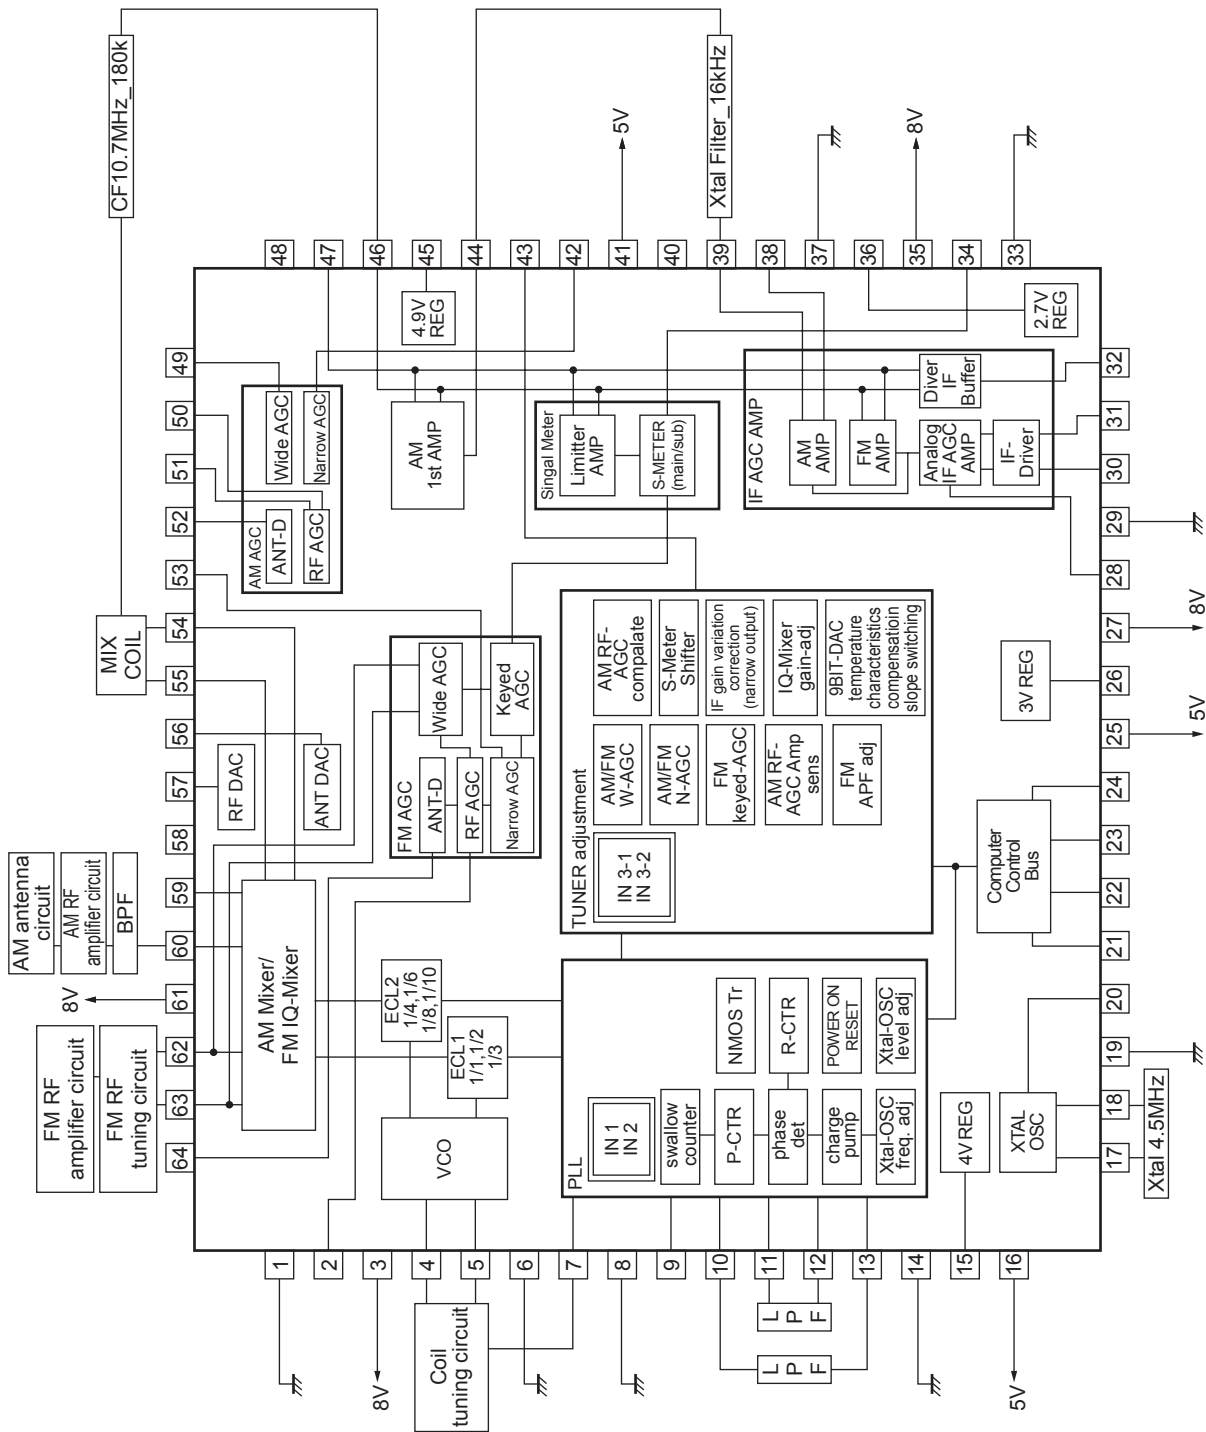 CF10.7MHz_180k
Xtal Filter_16kHz
5V
8V
48
47
46
45
44
43
42
41
40
39
38
37
36
35
34
33
49
50
51
52
53
54
55
56
57
58
59
60
61
62
63
64
MIX
COIL
AM antenna
circuit
AM RF
amplifier circuit
BPF
8V
FM RF
amplifier circuit
FM RF
tuning circuit
4.9V
REG
2.7V
REG
AM AGC
Wide AGC
Narrow AGC
ANT-D
RF AGC
AM
1st AMP
Singal Meter
Limitter
AMP
S-METER
(main/sub)
IF AGC AMP
AM
AMP
FM
AMP
Diver
IF
Buffer
Analog
IF AGC
AMP
IF-
Driver
RF DAC
ANT DAC
FM AGC
Wide AGC
Keyed
AGC
ANT-D
RF AGC
Narrow AGC
AM Mixer/
FM IQ-Mixer
ECL2
1/4,1/6
1/8,1/10
ECL1
1/1,1/2
1/3
VCO
TUNER adjustment
IN 3-1
IN 3-2
AM/FM
W-AGC
AM/FM
N-AGC
FM
keyed-AGC
AM RF-
AGC Amp
sens
FM
APF adj
AM RF-
AGC
compalate
S-Meter
Shifter
IF gain variation
correction
(narrow output)
IQ-Mixer
gain-adj
9BIT-DAC
temperature
characteristics
compensatioin
slope switching
3V REG
Computer
Control
Bus
PLL
IN 1
IN 2
swallow
counter
P-CTR
phase
det
charge
pump
Xtal-OSC
freq. adj
NMOS Tr
R-CTR
POWER ON
RESET
Xtal-OSC
level adj
4V REG
XTAL
OSC
32
31
30
29
28
27
26
25
24
23
22
21
20
19
18
17
8V
5V
Xtal 4.5MHz
1
2
3
4
5
6
7
8
9
10
11
12
13
14
15
16
8V
Coil
tuning circuit
L P F
L P F
5V